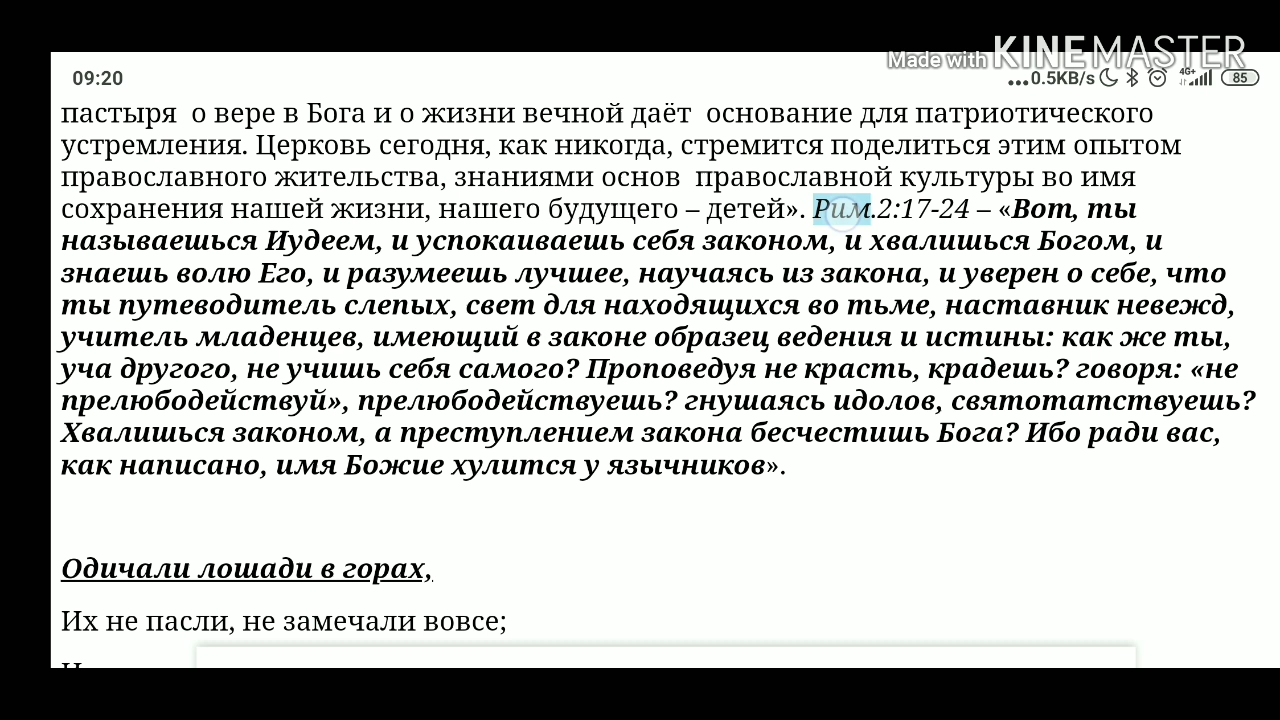 Made with KINEMASTER
09:20
...0.5KB/s 4G+ 85
пастыря о вере в Бога и о жизни вечной даёт основание для патриотического
устремления. Церковь сегодня, как никогда, стремится поделиться этим опытом
православного жительства, знаниями основ православной культуры во имя
сохранения нашей жизни, нашего будущего – детей». Рим.2:17-24 – «Вот, ты
называешься Иудеем, и успокаиваешь себя законом, и хвалишься Богом, и
знаешь волю Его, и разумеешь лучшее, научаясь из закона, и уверен о себе, что
ты путеводитель слепых, свет для находящихся во тьме, наставник невежд,
учитель младенцев, имеющий в законе образец ведения и истины: как же ты,
уча другого, не учишь себя самого? Проповедуя не красть, крадешь? говоря: «не
прелюбодействуй», прелюбодействуешь? гнушаясь идолов, святотатствуешь?
Хвалишься законом, а преступлением закона бесчестишь Бога? Ибо ради вас,
как написано, имя Божие хулится у язычников».
Одичали лошади в горах,
Их не пасли, не замечали вовсе;